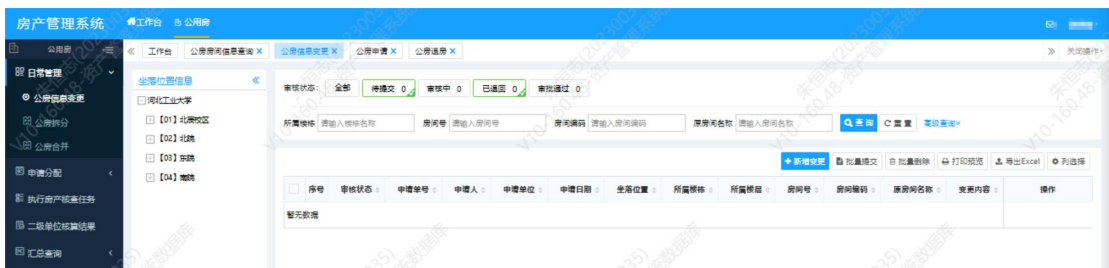 房产管理系统 工作台 公用房
公用房 工作台 公房房间信息查询 X 公房信息变更 X 公房申请 X 公房退房 X 关闭操作
日常管理
公房信息变更
公房拆分
公房合并
申请分配
执行房产核查任务
二级单位核算结果
汇总查询
坐落位置信息
河北工业大学
【01】北辰校区
【02】北院
【03】东院
【04】南院
审核状态: 全部 待提交 0 审核中 0 已退回 0 审批通过 0
所属楼栋 请输入楼栋名称 房间号 请输入房间号 房间编码 请输入房间编码 原房间名称 请输入房间名称 查询 重置 高级查询
新增变更 批量提交 批量删除 打印预览 导出Excel 列选择
序号 审核状态 申请单号 申请人 申请单位 申请日期 坐落位置 所属楼栋 所属楼层 房间号 房间编码 原房间名称 变更内容 操作
暂无数据